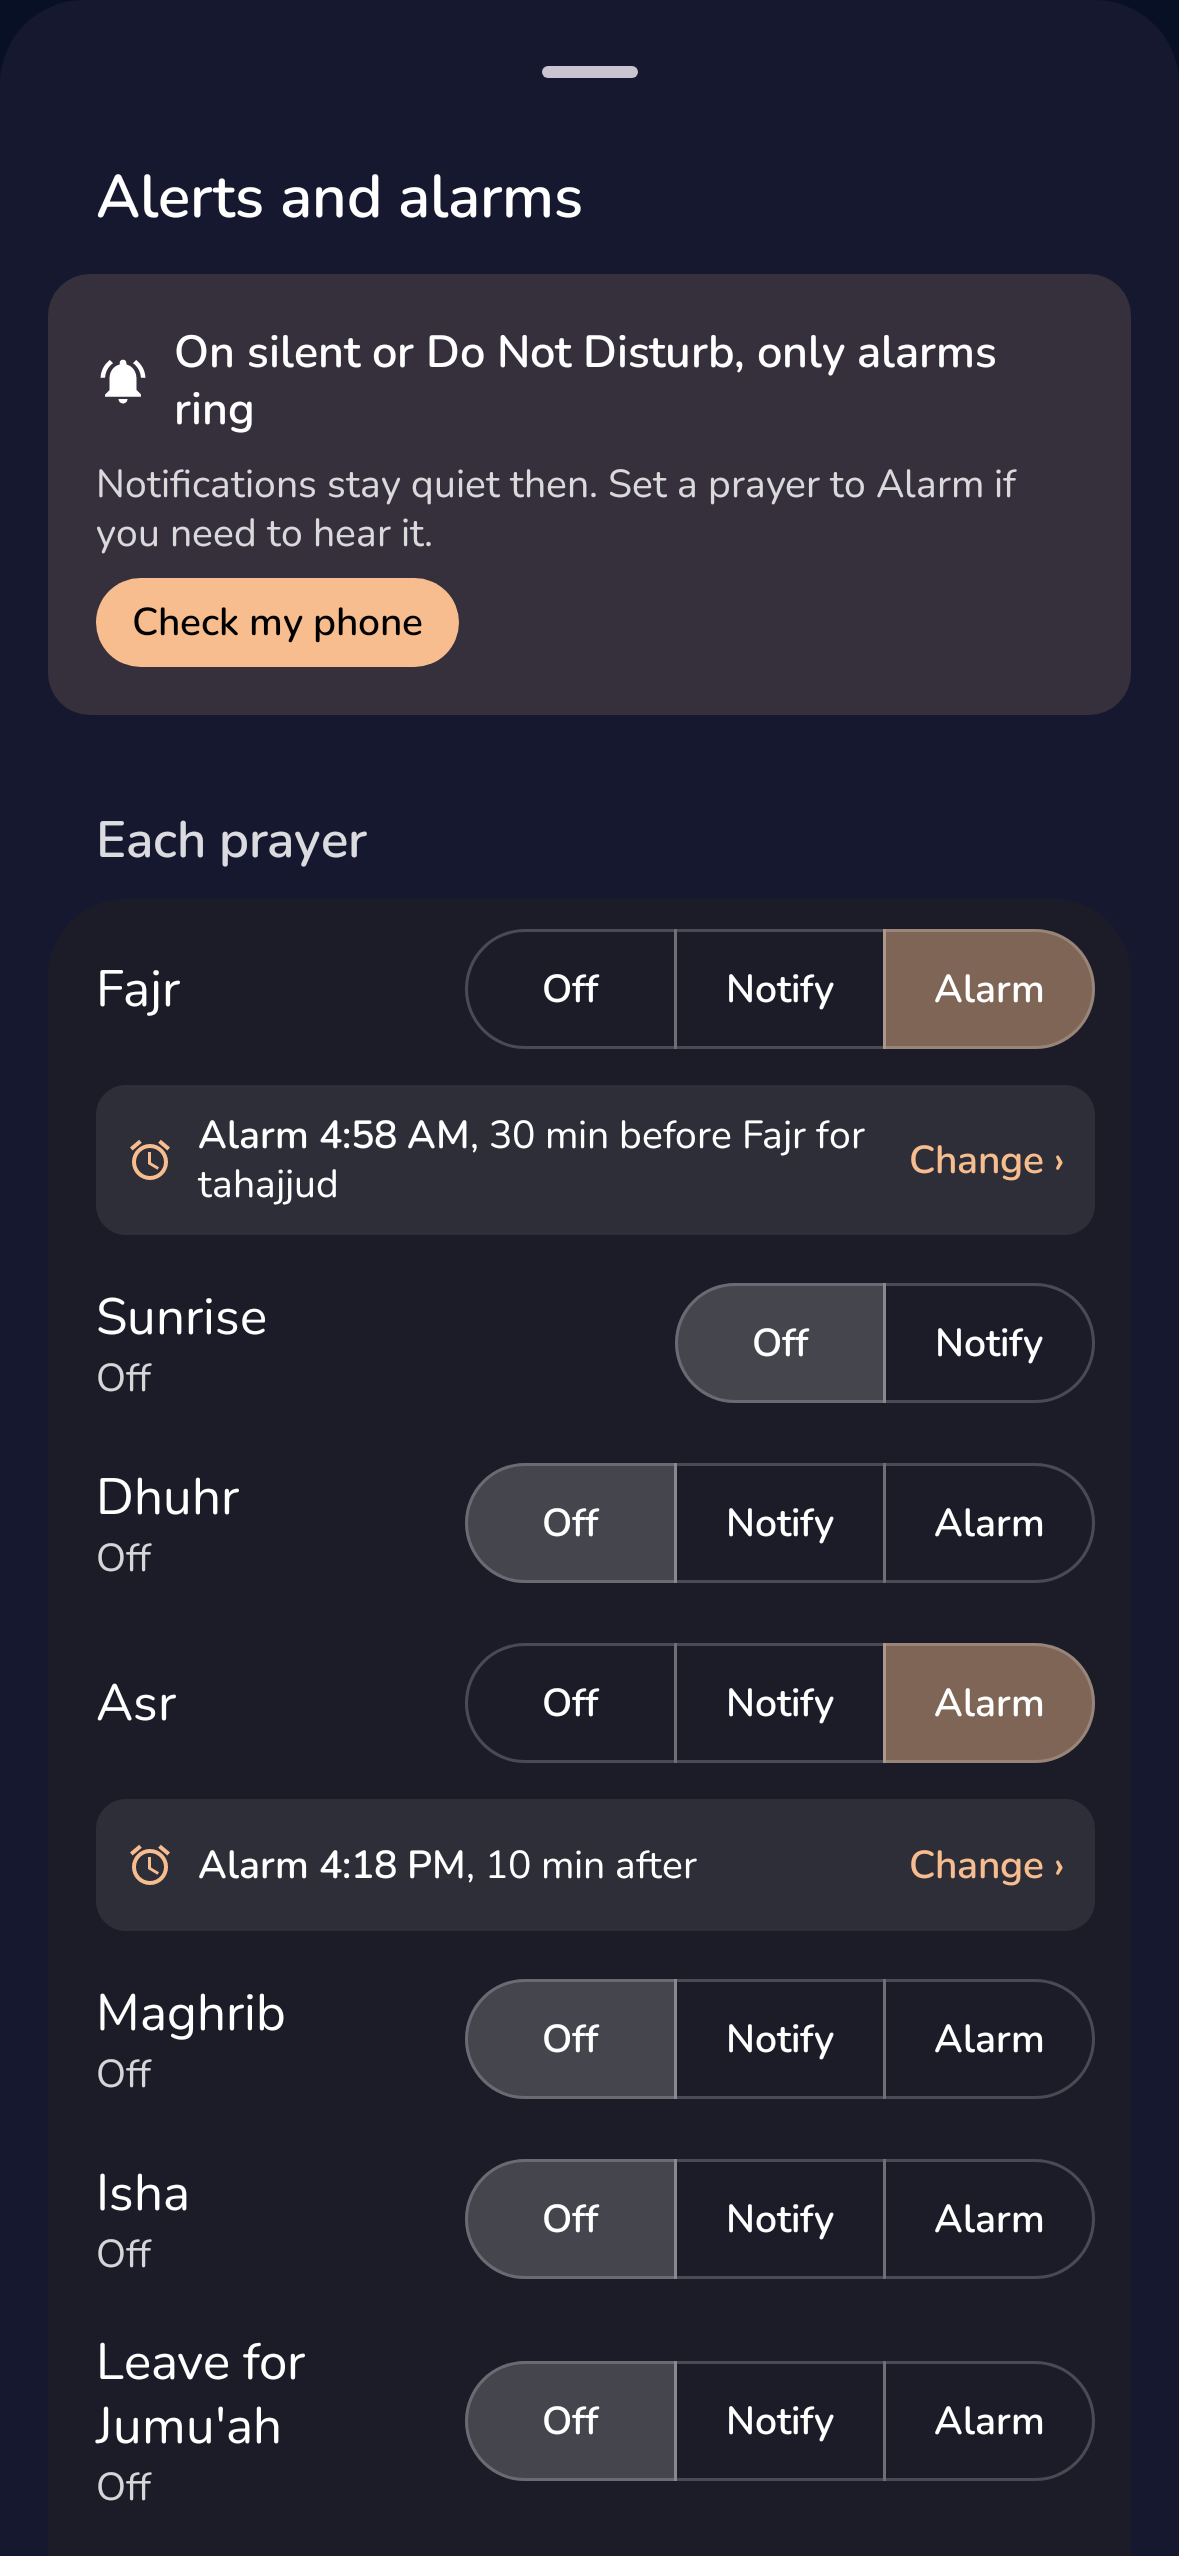 Alerts and alarms
On silent or Do Not Disturb, only alarms
ring
Notifications stay quiet then. Set a prayer to Alarm if
you need to hear it.
Check my phone
Each prayer
Fajr
Off Notify Alarm
Alarm 4:58 AM, 30 min before Fajr for
tahajjud
Change ›
Sunrise
Off
Off Notify
Dhuhr
Off
Off Notify Alarm
Asr
Off Notify Alarm
Alarm 4:18 PM, 10 min after
Change ›
Maghrib
Off
Off Notify Alarm
Isha
Off
Off Notify Alarm
Leave for
Jumu'ah
Off
Off Notify Alarm